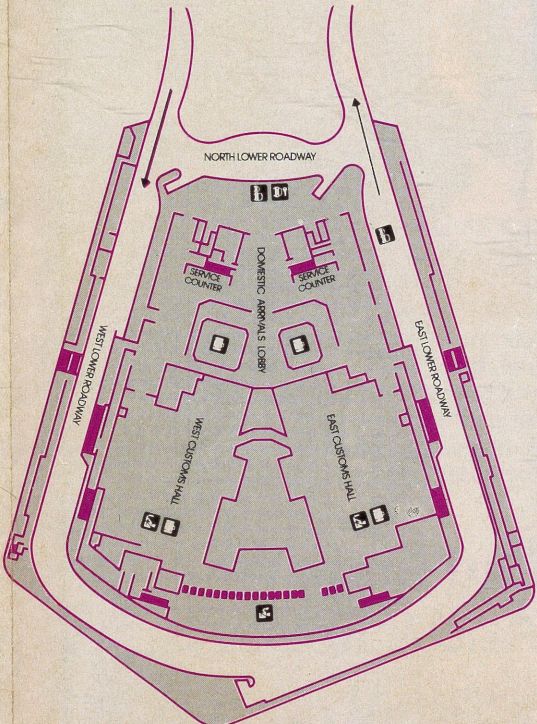 NORTH LOWER ROADWAY
SERVICE
COUNTER
DOMESTIC ARRIVALS LOBBY
SERVICE
COUNTER
WEST LOWER ROADWAY
EAST LOWER ROADWAY
WEST CUSTOMS HALL
EAST CUSTOMS HALL